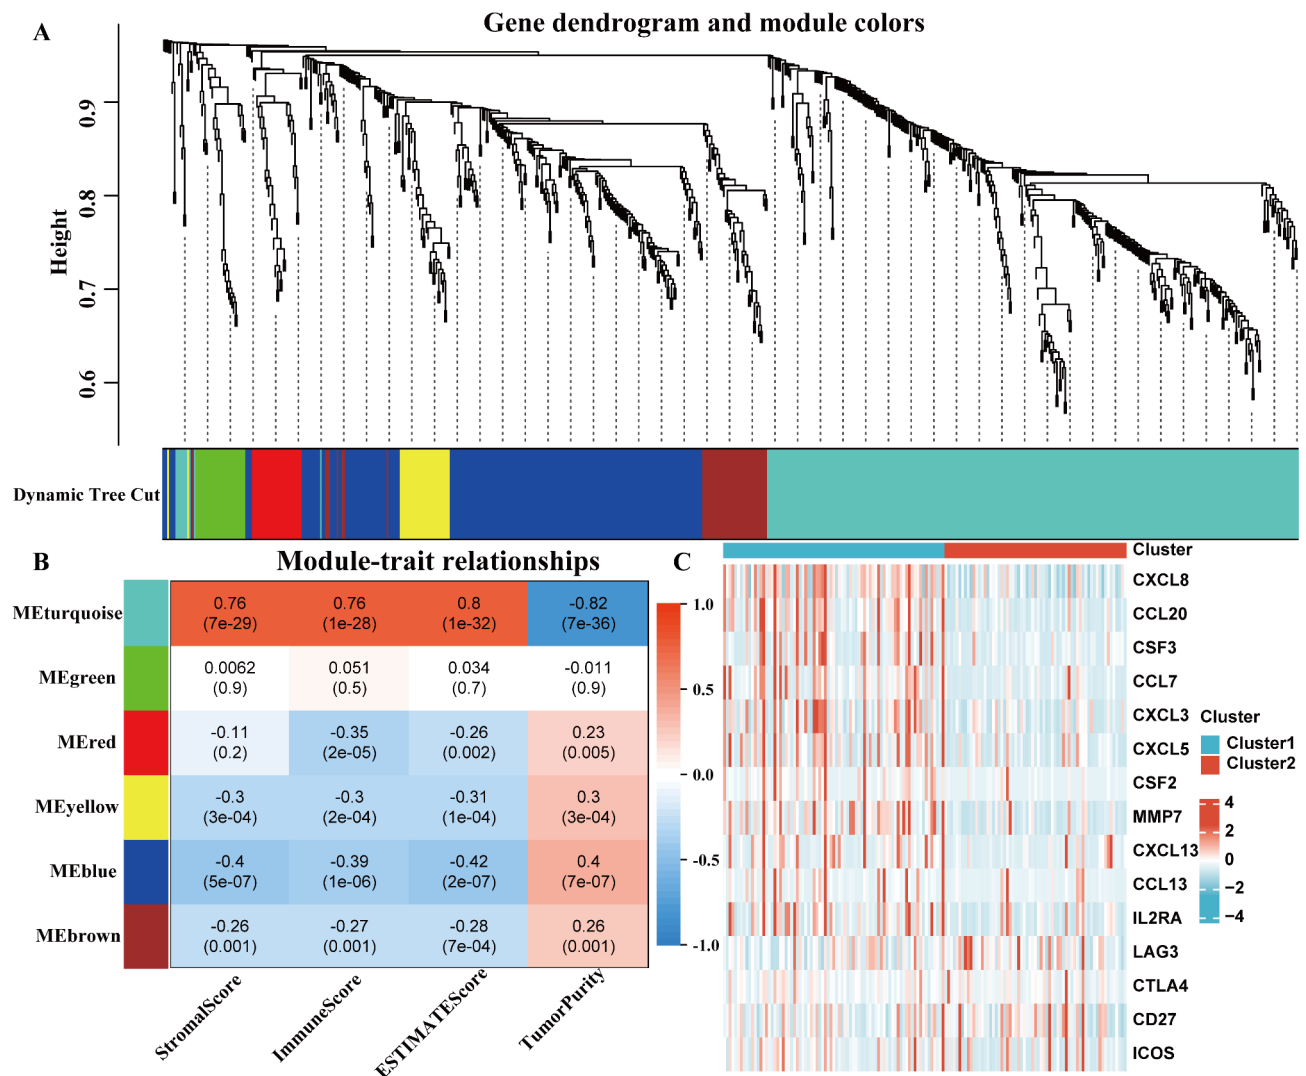 A
Gene dendrogram and module colors
Height
0.9
0.8
0.7
0.6
Dynamic Tree Cut
B
Module-trait relationships
MEturquoise
0.76 0.76 0.8 -0.82
(7e-29) (1e-28) (1e-32) (7e-36)
MEgreen
0.0062 0.051 0.034 -0.011
(0.9) (0.5) (0.7) (0.9)
MEred
-0.11 -0.35 -0.26 0.23
(0.2) (2e-05) (0.002) (0.005)
MEyellow
-0.3 -0.3 -0.31 0.3
(3e-04) (2e-04) (1e-04) (3e-04)
MEblue
-0.4 -0.39 -0.42 0.4
(5e-07) (1e-06) (2e-07) (7e-07)
MEbrown
-0.26 -0.27 -0.28 0.26
(0.001) (0.001) (7e-04) (0.001)
StromalScore
ImmuneScore
ESTIMATEScore
TumorPurity
1.0
0.5
0.0
-0.5
-1.0
C
Cluster
CXCL8
CCL20
CSF3
CCL7
CXCL3
CXCL5
CSF2
MMP7
CXCL13
CCL13
IL2RA
LAG3
CTLA4
CD27
ICOS
Cluster
Cluster1
Cluster2
4
2
0
−2
−4